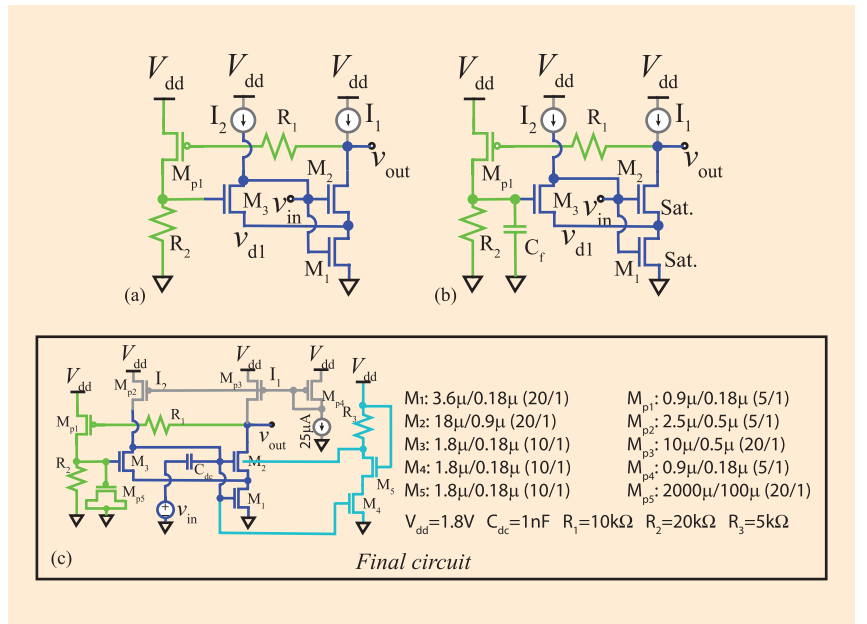 V_dd V_dd V_dd
I_2 R_1 I_1
M_p1 M_2 v_out
M_3 v_in
R_2 v_d1 M_1
(a)
V_dd V_dd V_dd
I_2 R_1 I_1
M_p1 M_2 v_out
M_3 v_in Sat.
R_2 C_f v_d1 M_1 Sat.
(b)
V_dd V_dd V_dd V_dd V_dd
M_p2 I_2 M_p3 I_1 M_p4
M_p1 R_1 v_out 25μA R_3
R_2 M_3 C_dc M_2 M_5
M_p5 v_in M_1 M_4
M₁: 3.6μ/0.18μ (20/1)
M₂: 18μ/0.9μ (20/1)
M₃: 1.8μ/0.18μ (10/1)
M₄: 1.8μ/0.18μ (10/1)
M₅: 1.8μ/0.18μ (10/1)
M_p1: 0.9μ/0.18μ (5/1)
M_p2: 2.5μ/0.5μ (5/1)
M_p3: 10μ/0.5μ (20/1)
M_p4: 0.9μ/0.18μ (5/1)
M_p5: 2000μ/100μ (20/1)
V_dd=1.8V C_dc=1nF R_1=10kΩ R_2=20kΩ R_3=5kΩ
(c) Final circuit